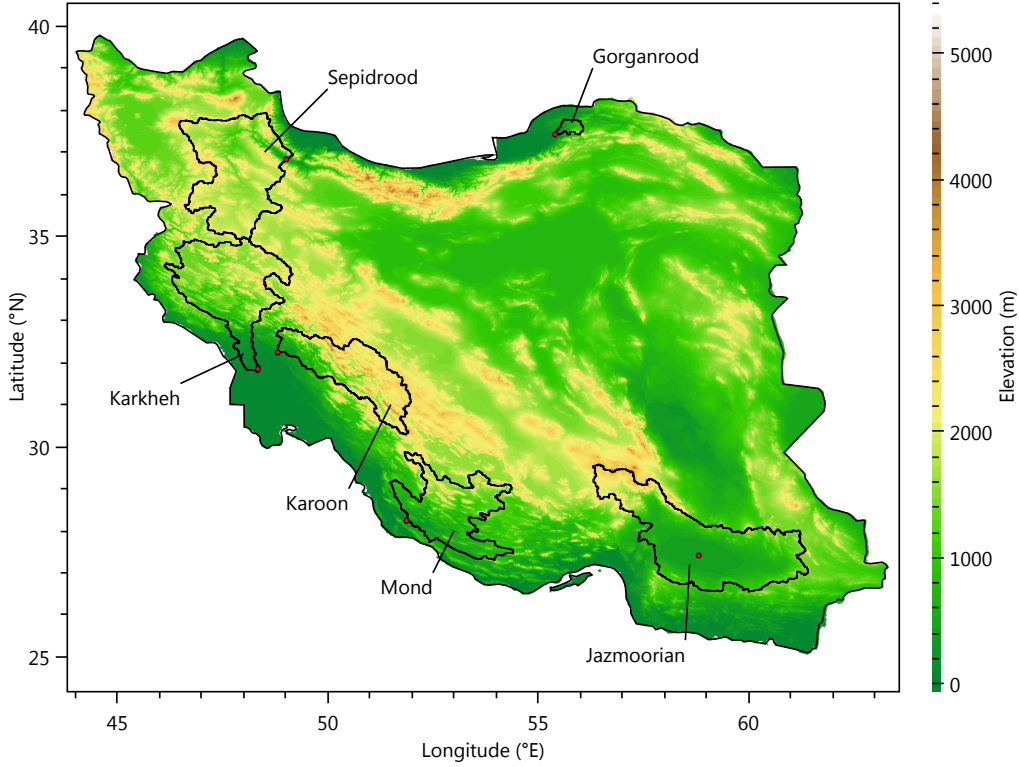 40
35
30
25
Latitude (°N)
45
50
55
60
Longitude (°E)
Sepidrood
Gorganrood
Karkheh
Karoon
Mond
Jazmoorian
5000
4000
3000
2000
1000
0
Elevation (m)